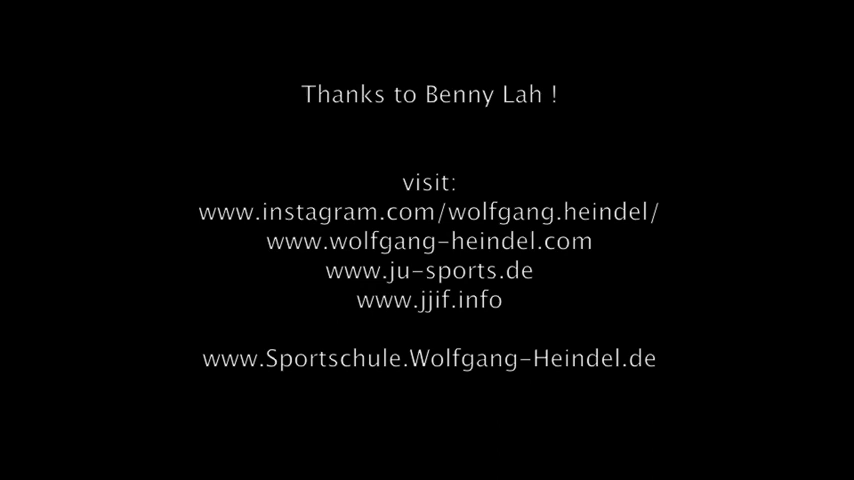 Thanks to Benny Lah !
visit:
www.instagram.com/wolfgang.heindel/
www.wolfgang-heindel.com
www.ju-sports.de
www.jjif.info
www.Sportschule.Wolfgang-Heindel.de